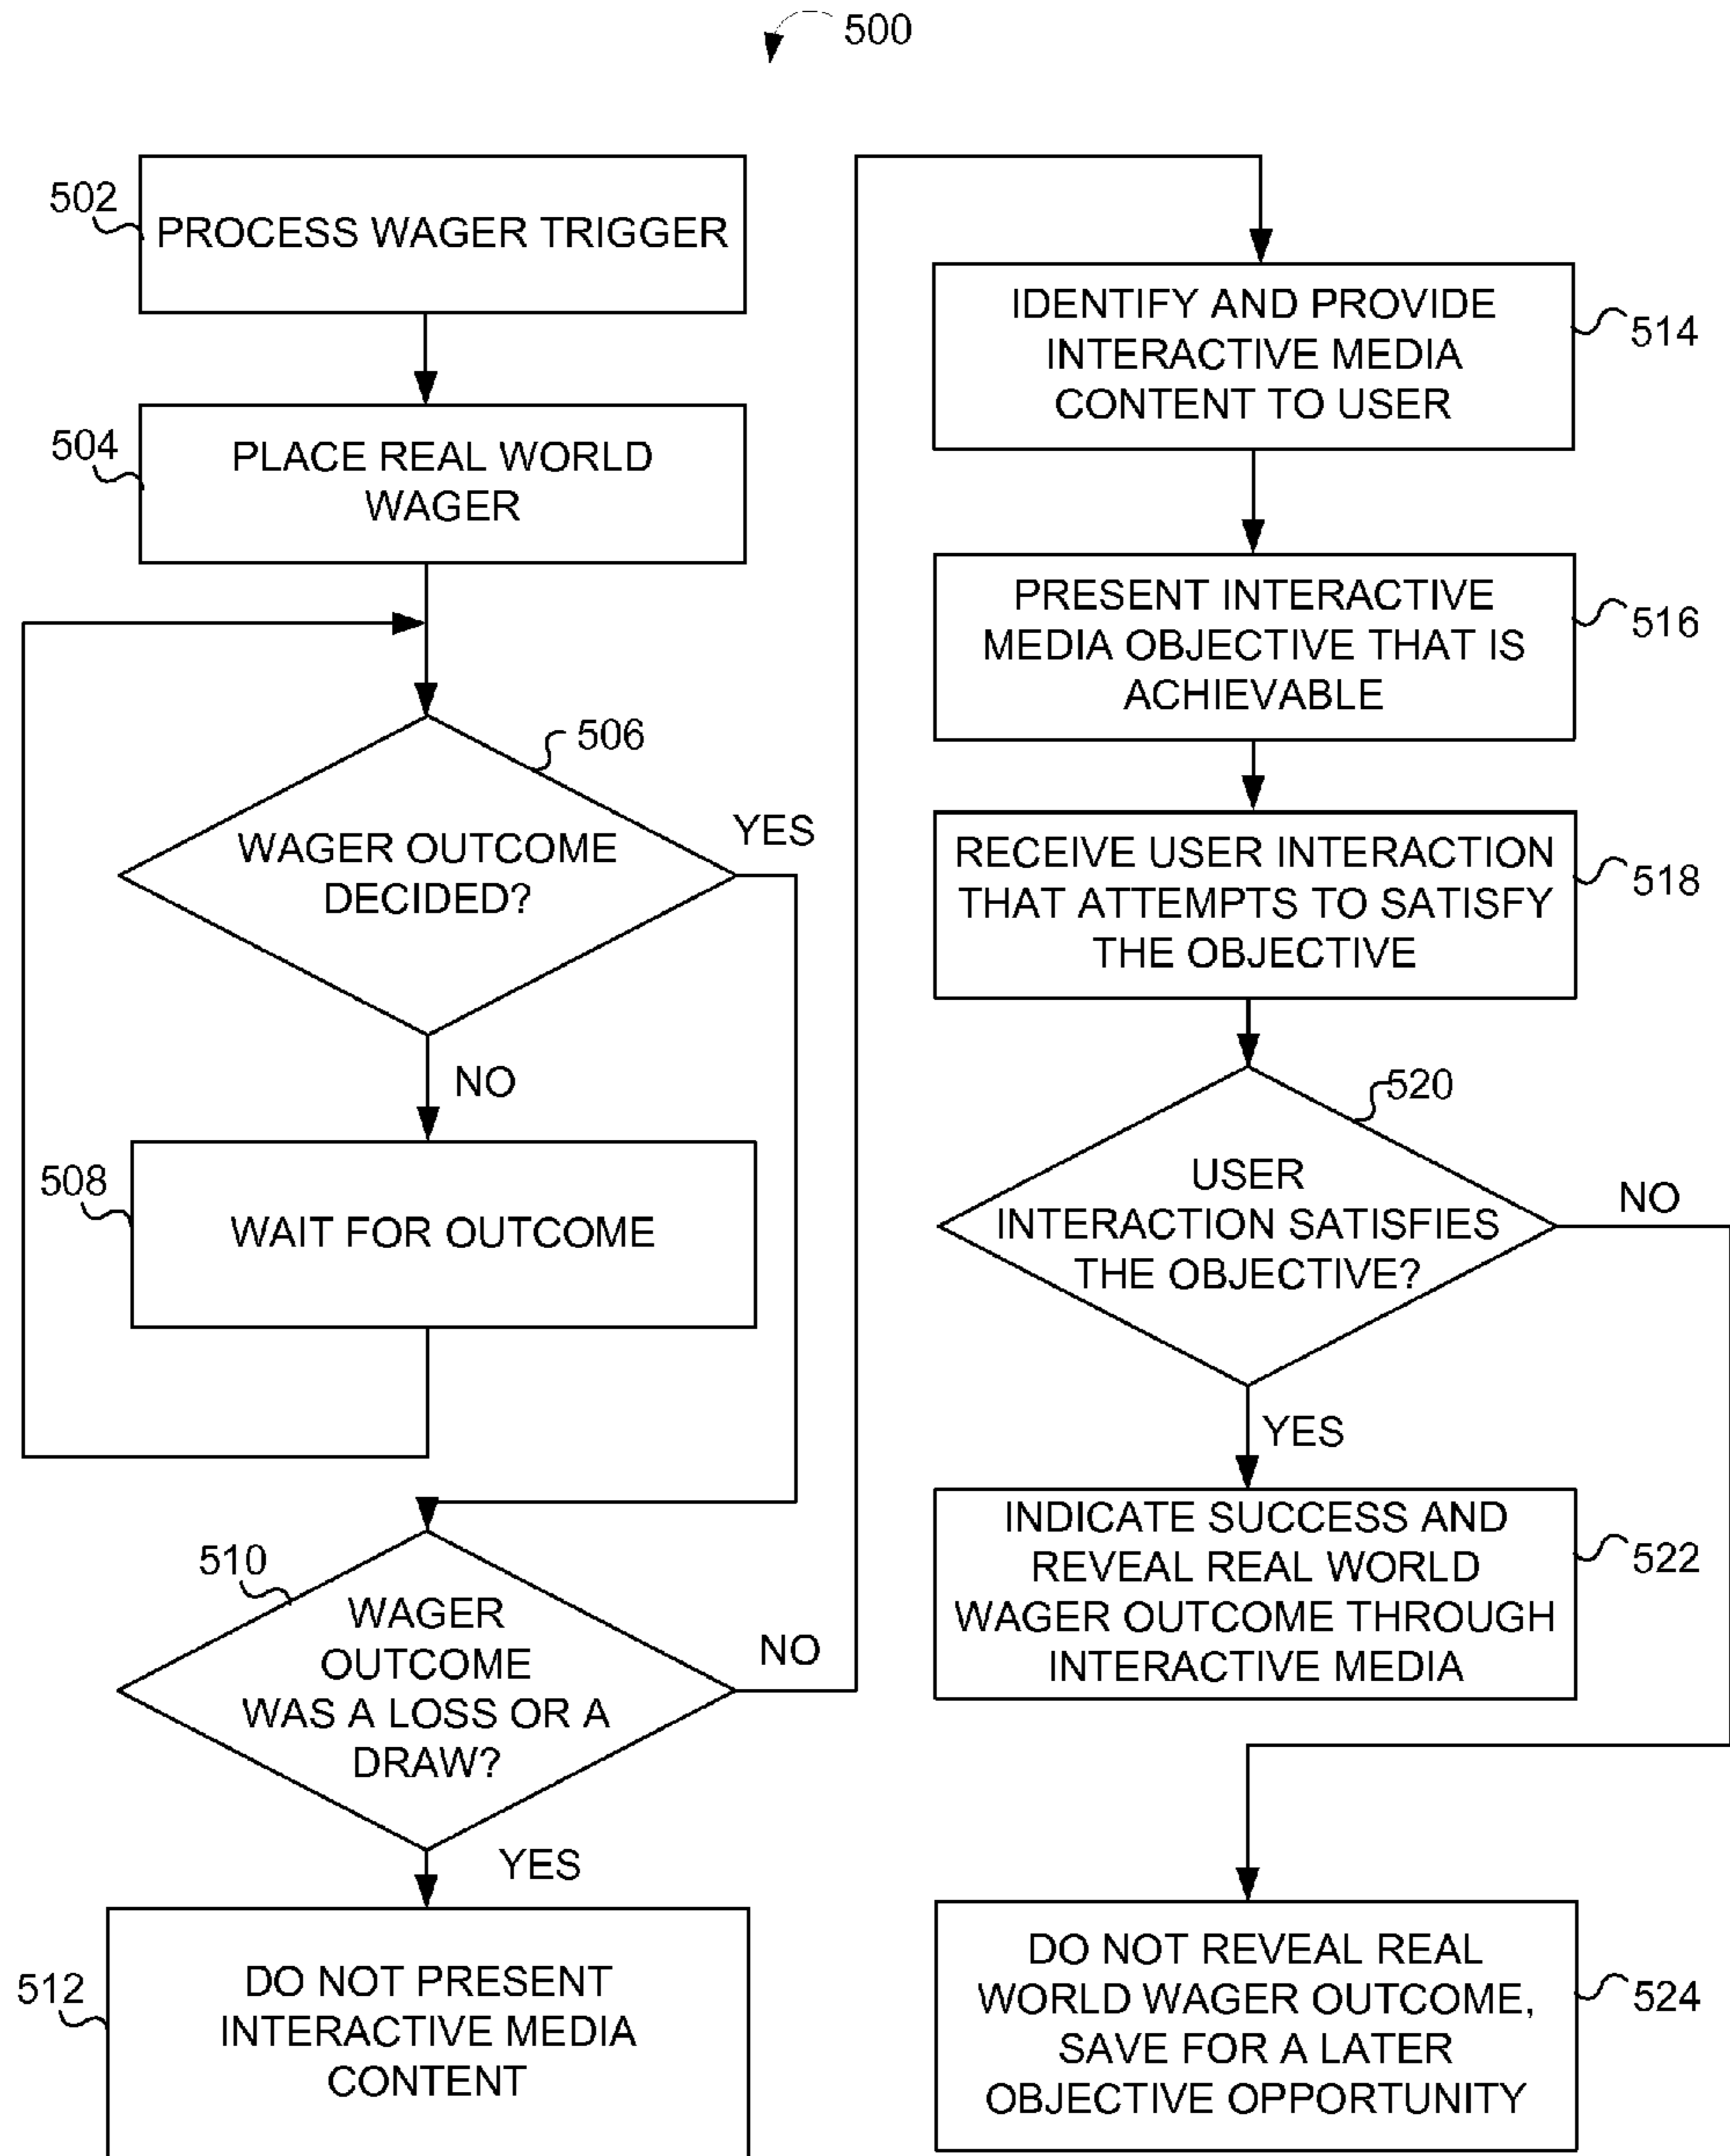 500
502
PROCESS WAGER TRIGGER
504
PLACE REAL WORLD
WAGER
506
WAGER OUTCOME
DECIDED?
YES
NO
508
WAIT FOR OUTCOME
510
WAGER
OUTCOME
WAS A LOSS OR A
DRAW?
NO
YES
512
DO NOT PRESENT
INTERACTIVE MEDIA
CONTENT
IDENTIFY AND PROVIDE
INTERACTIVE MEDIA
CONTENT TO USER
514
PRESENT INTERACTIVE
MEDIA OBJECTIVE THAT IS
ACHIEVABLE
516
RECEIVE USER INTERACTION
THAT ATTEMPTS TO SATISFY
THE OBJECTIVE
518
520
USER
INTERACTION SATISFIES
THE OBJECTIVE?
NO
YES
INDICATE SUCCESS AND
REVEAL REAL WORLD
WAGER OUTCOME THROUGH
INTERACTIVE MEDIA
522
DO NOT REVEAL REAL
WORLD WAGER OUTCOME,
SAVE FOR A LATER
OBJECTIVE OPPORTUNITY
524